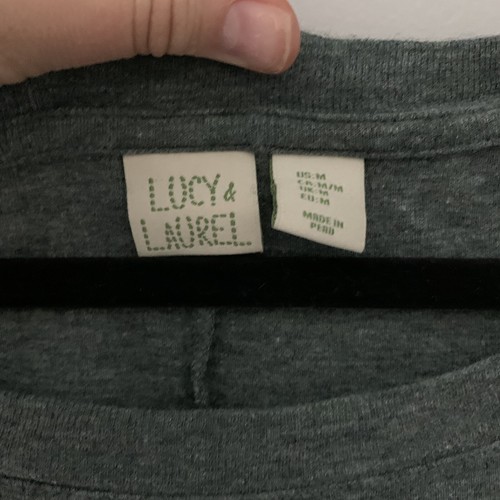 LUCY &
LAUREL
US:M
CA:M/M
UK:M
EU:M
MADE IN
PERU